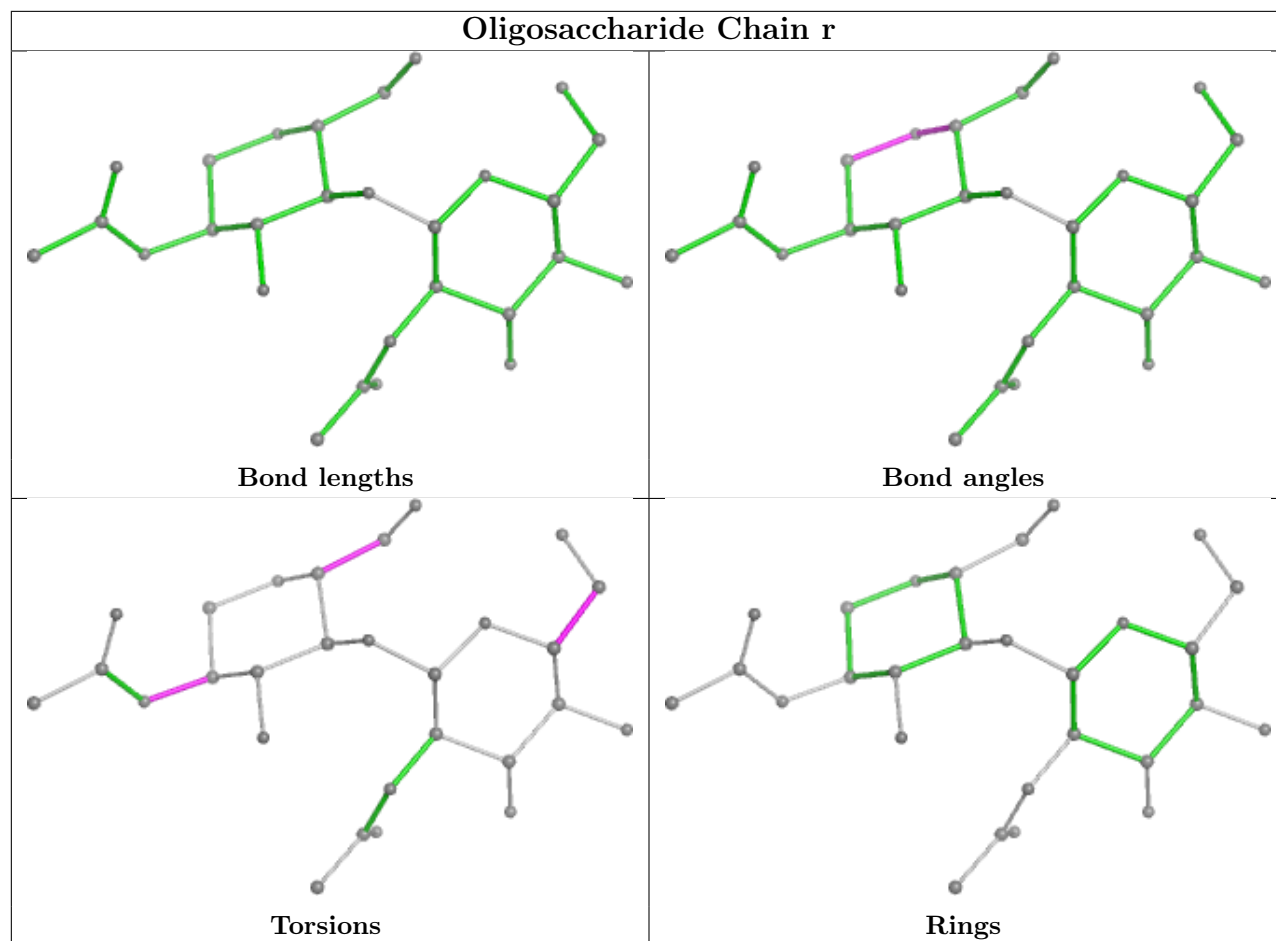 Oligosaccharide Chain r
Bond lengths
Bond angles
Torsions
Rings